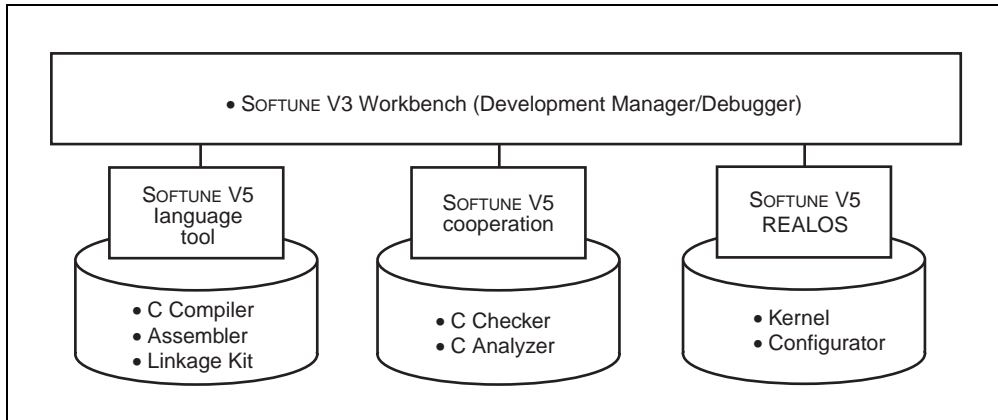 • SOFTUNE V3 Workbench (Development Manager/Debugger)
SOFTUNE V5
language
tool
• C Compiler
• Assembler
• Linkage Kit
SOFTUNE V5
cooperation
• C Checker
• C Analyzer
SOFTUNE V5
REALOS
• Kernel
• Configurator